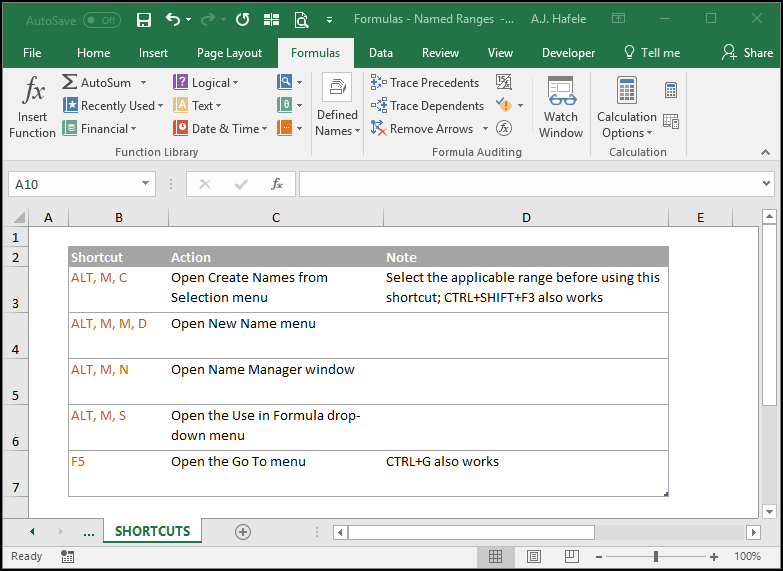 AutoSave Off Formulas - Named Ranges -... A.J. Hafele
File Home Insert Page Layout Formulas Data Review View Developer Tell me Share
fx
Insert
Function
AutoSum
Recently Used
Financial
Logical
Text
Date & Time
Function Library
Defined
Names
Trace Precedents
Trace Dependents
Remove Arrows
Formula Auditing
Watch
Window
Calculation
Options
Calculation
A10 fx
A B C D E
1
2 Shortcut Action Note
ALT, M, C Open Create Names from Select the applicable range before using this
3 Selection menu shortcut; CTRL+SHIFT+F3 also works
ALT, M, M, D Open New Name menu
4
ALT, M, N Open Name Manager window
5
ALT, M, S Open the Use in Formula drop-
6 down menu
F5 Open the Go To menu CTRL+G also works
7
... SHORTCUTS
Ready 100%